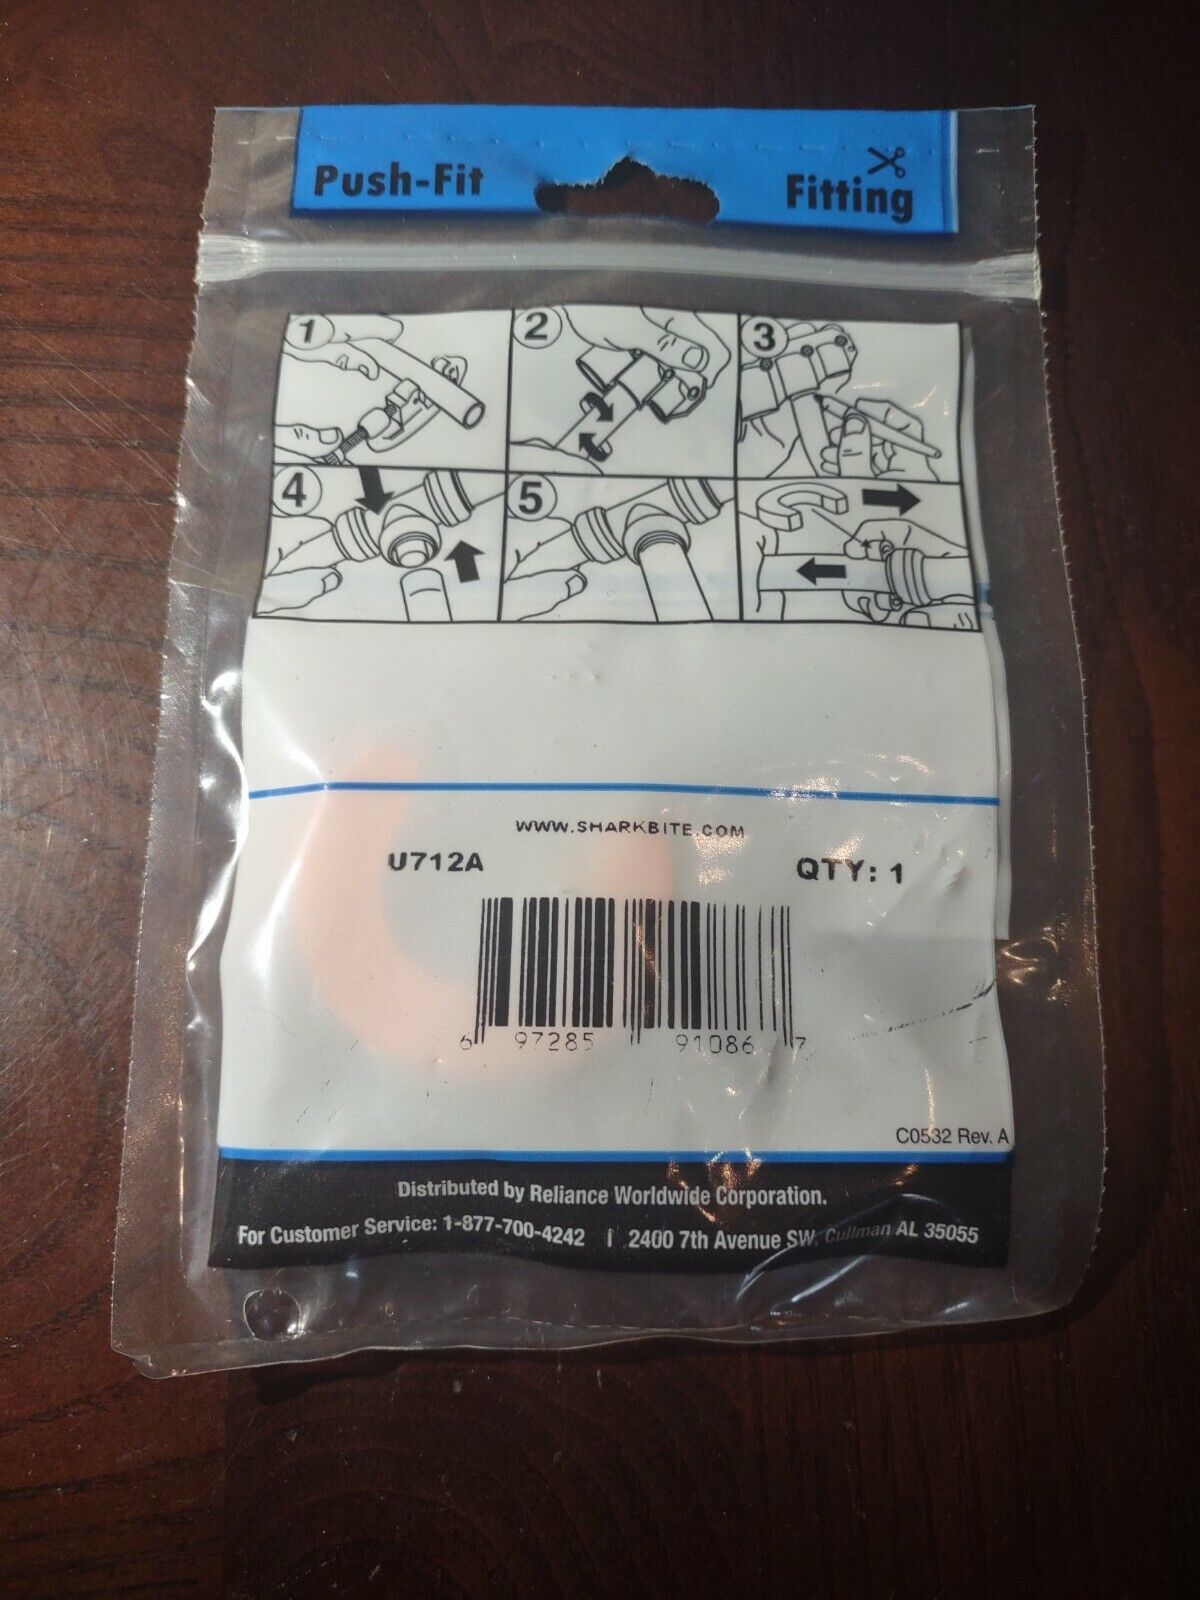 Push-Fit
Fitting
1
2
3
4
5
WWW.SHARKBITE.COM
U712A
QTY: 1
6 97285 91086 7
C0532 Rev. A
Distributed by Reliance Worldwide Corporation.
For Customer Service: 1-877-700-4242 | 2400 7th Avenue SW, Cullman AL 35055